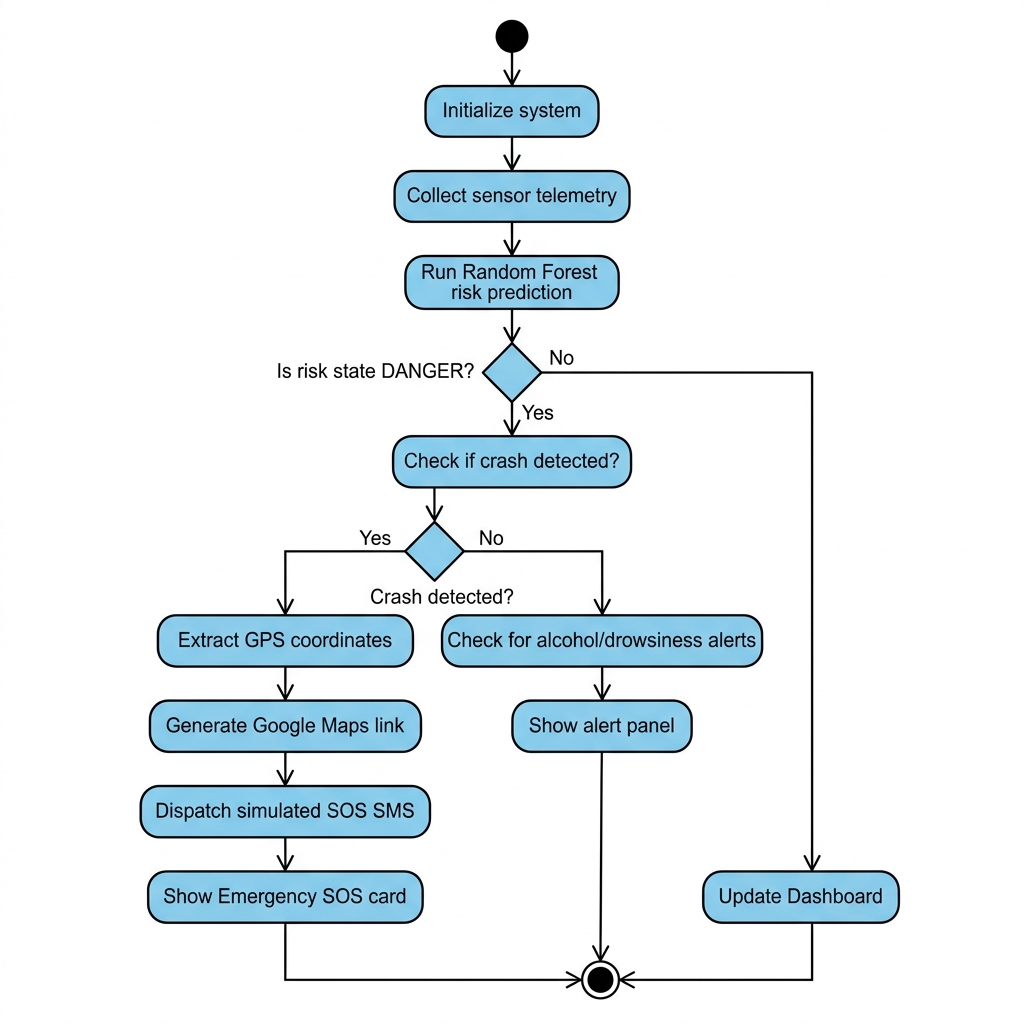 Initialize system
Collect sensor telemetry
Run Random Forest
risk prediction
Is risk state DANGER?
No
Yes
Check if crash detected?
Yes
No
Crash detected?
Extract GPS coordinates
Check for alcohol/drowsiness alerts
Generate Google Maps link
Show alert panel
Dispatch simulated SOS SMS
Show Emergency SOS card
Update Dashboard